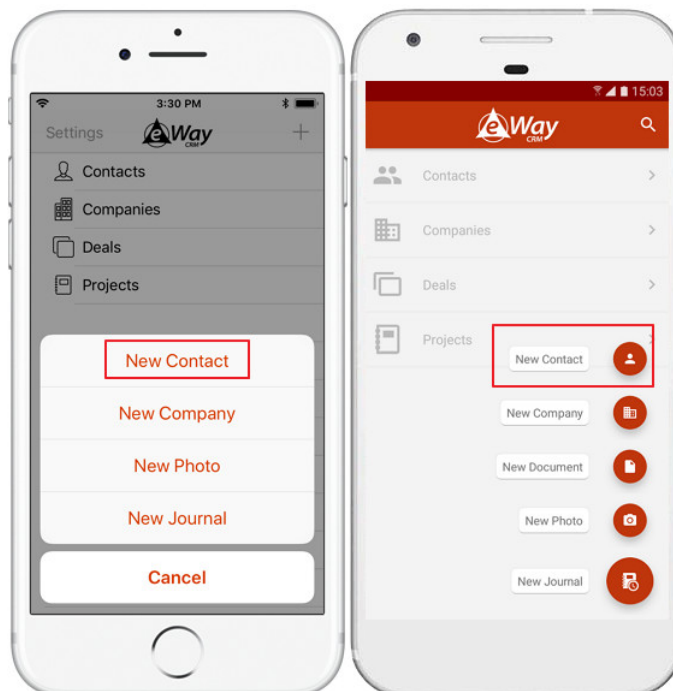 3:30 PM
Settings
eWay
CRM
Contacts
Companies
Deals
Projects
New Contact
New Company
New Photo
New Journal
Cancel
15:03
eWay
CRM
Contacts
Companies
Deals
Projects
New Contact
New Company
New Document
New Photo
New Journal